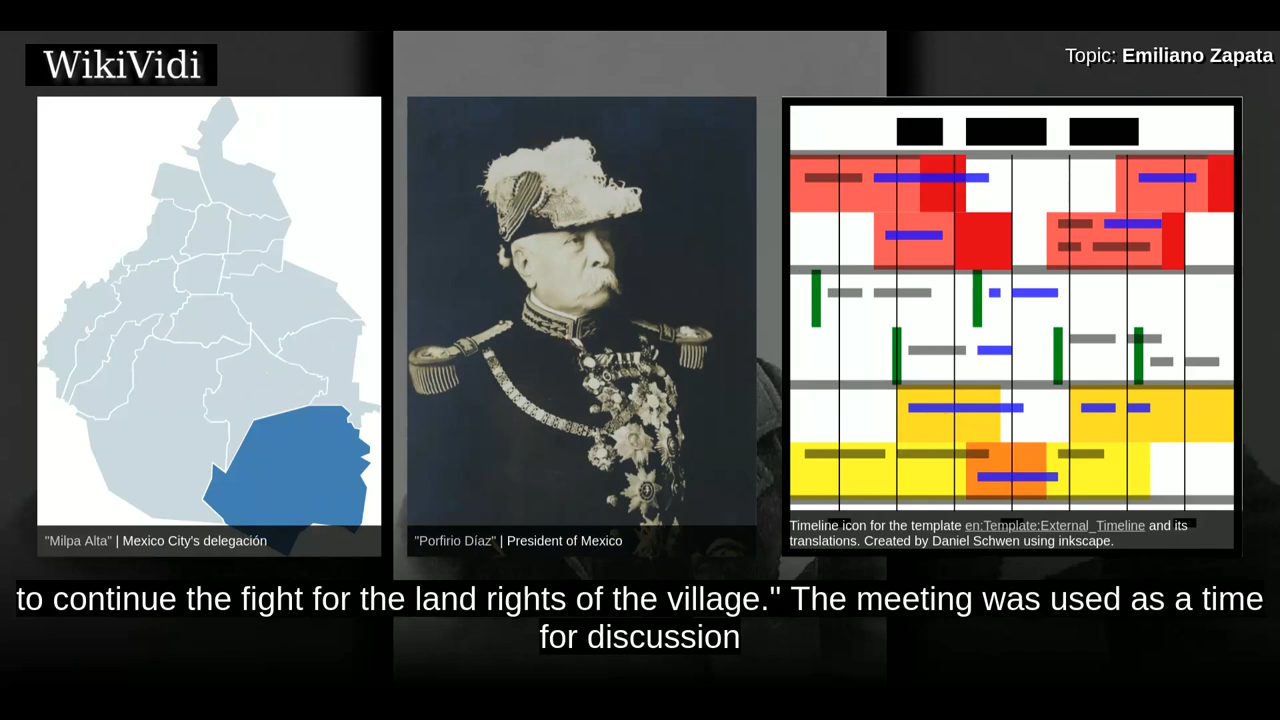 WikiVidi
Topic: Emiliano Zapata
"Milpa Alta" | Mexico City's delegación
"Porfirio Díaz" | President of Mexico
Timeline icon for the template en:Template:External_Timeline and its
translations. Created by Daniel Schwen using inkscape.
to continue the fight for the land rights of the village." The meeting was used as a time
for discussion